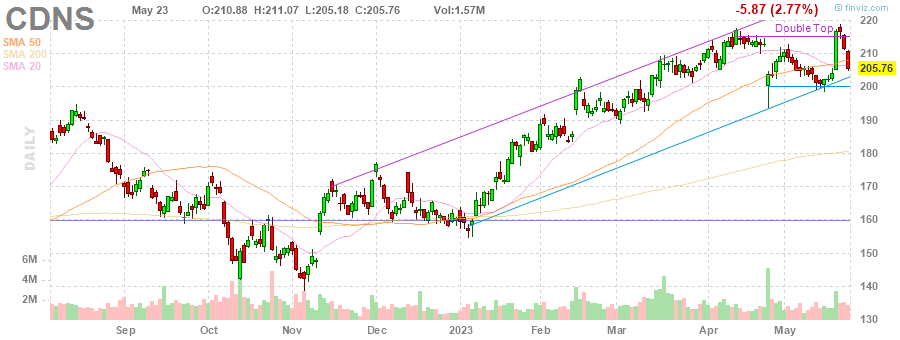 © finviz.com
CDNS May 23 O:210.88 H:211.07 L:205.18 C:205.76 Vol:1.57M -5.87 (2.77%)
SMA 50
SMA 200
SMA 20
Double Top
220
210
205.76
200
190
180
170
160
150
140
130
DAILY
6M
4M
2M
Sep Oct Nov Dec 2023 Feb Mar Apr May